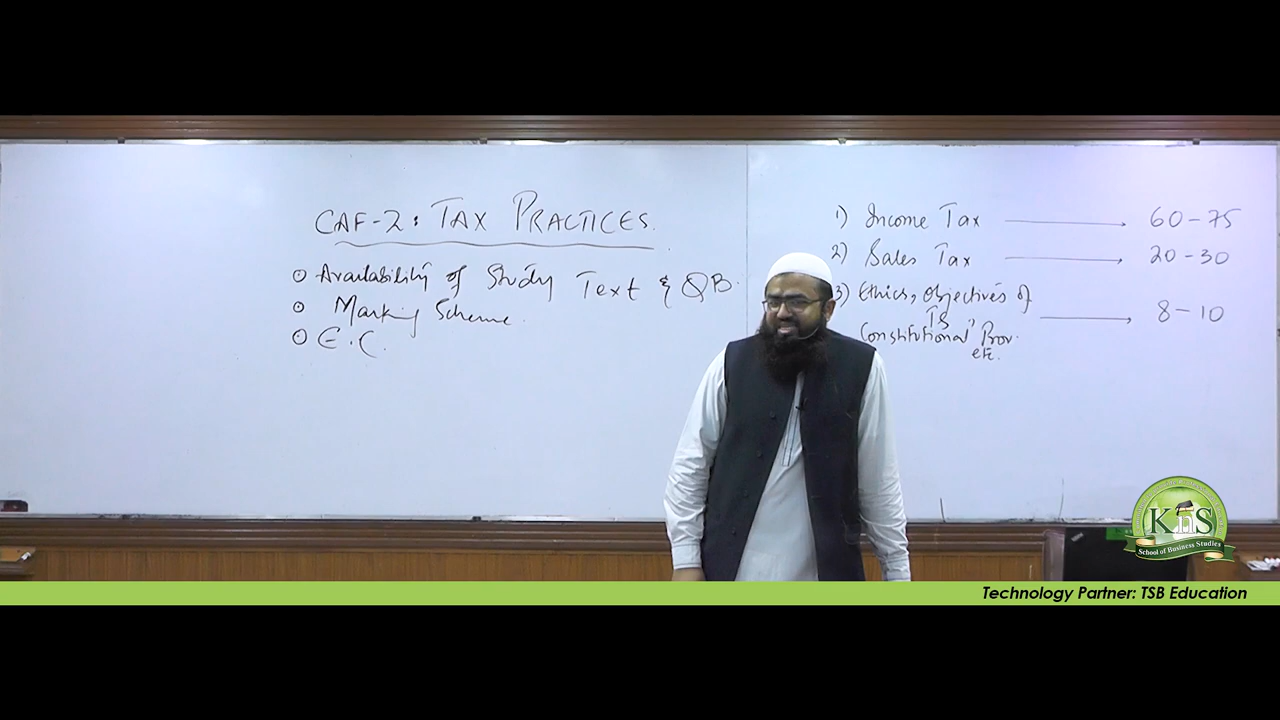 CAF-2: TAX PRACTICES.
Availability of Study Text & QB.
Marking Scheme.
E.C.
1) Income Tax → 60-75
2) Sales Tax → 20-30
3) Ethics, Objectives of
TS,
→ 8-10
Constitutional Prov.
etc.
KnS
School of Business Studies
Technology Partner: TSB Education